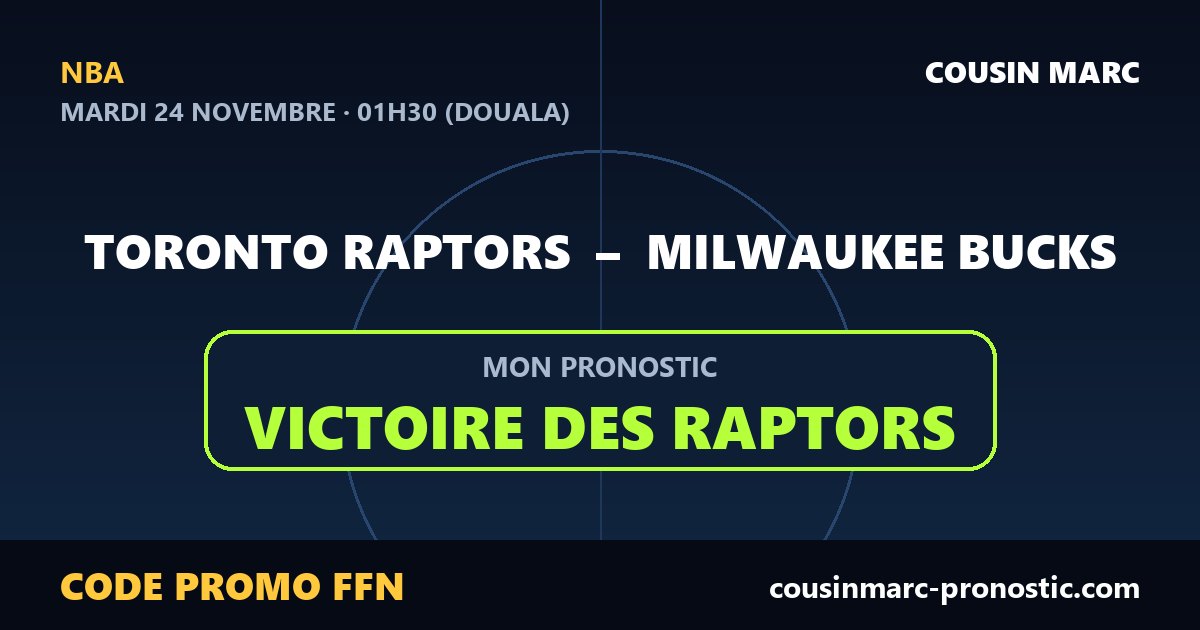 NBA
COUSIN MARC
MARDI 24 NOVEMBRE · 01H30 (DOUALA)
TORONTO RAPTORS – MILWAUKEE BUCKS
MON PRONOSTIC
VICTOIRE DES RAPTORS
CODE PROMO FFN
cousinmarc-pronostic.com